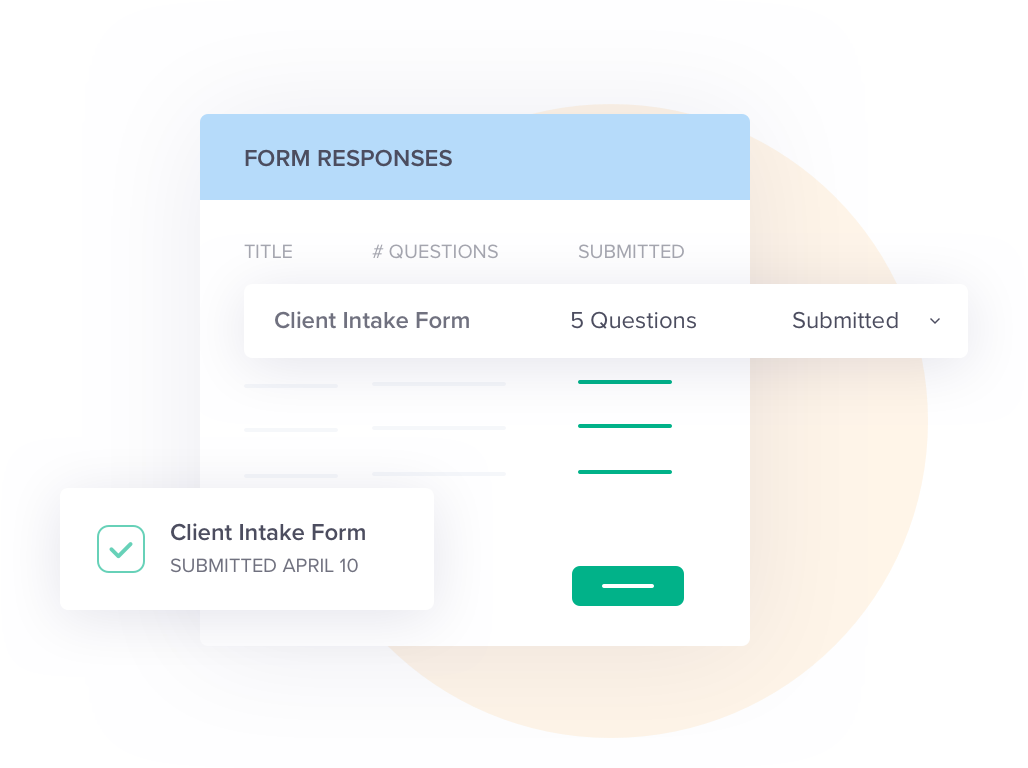 FORM RESPONSES
TITLE # QUESTIONS SUBMITTED
Client Intake Form 5 Questions Submitted
Client Intake Form
SUBMITTED APRIL 10